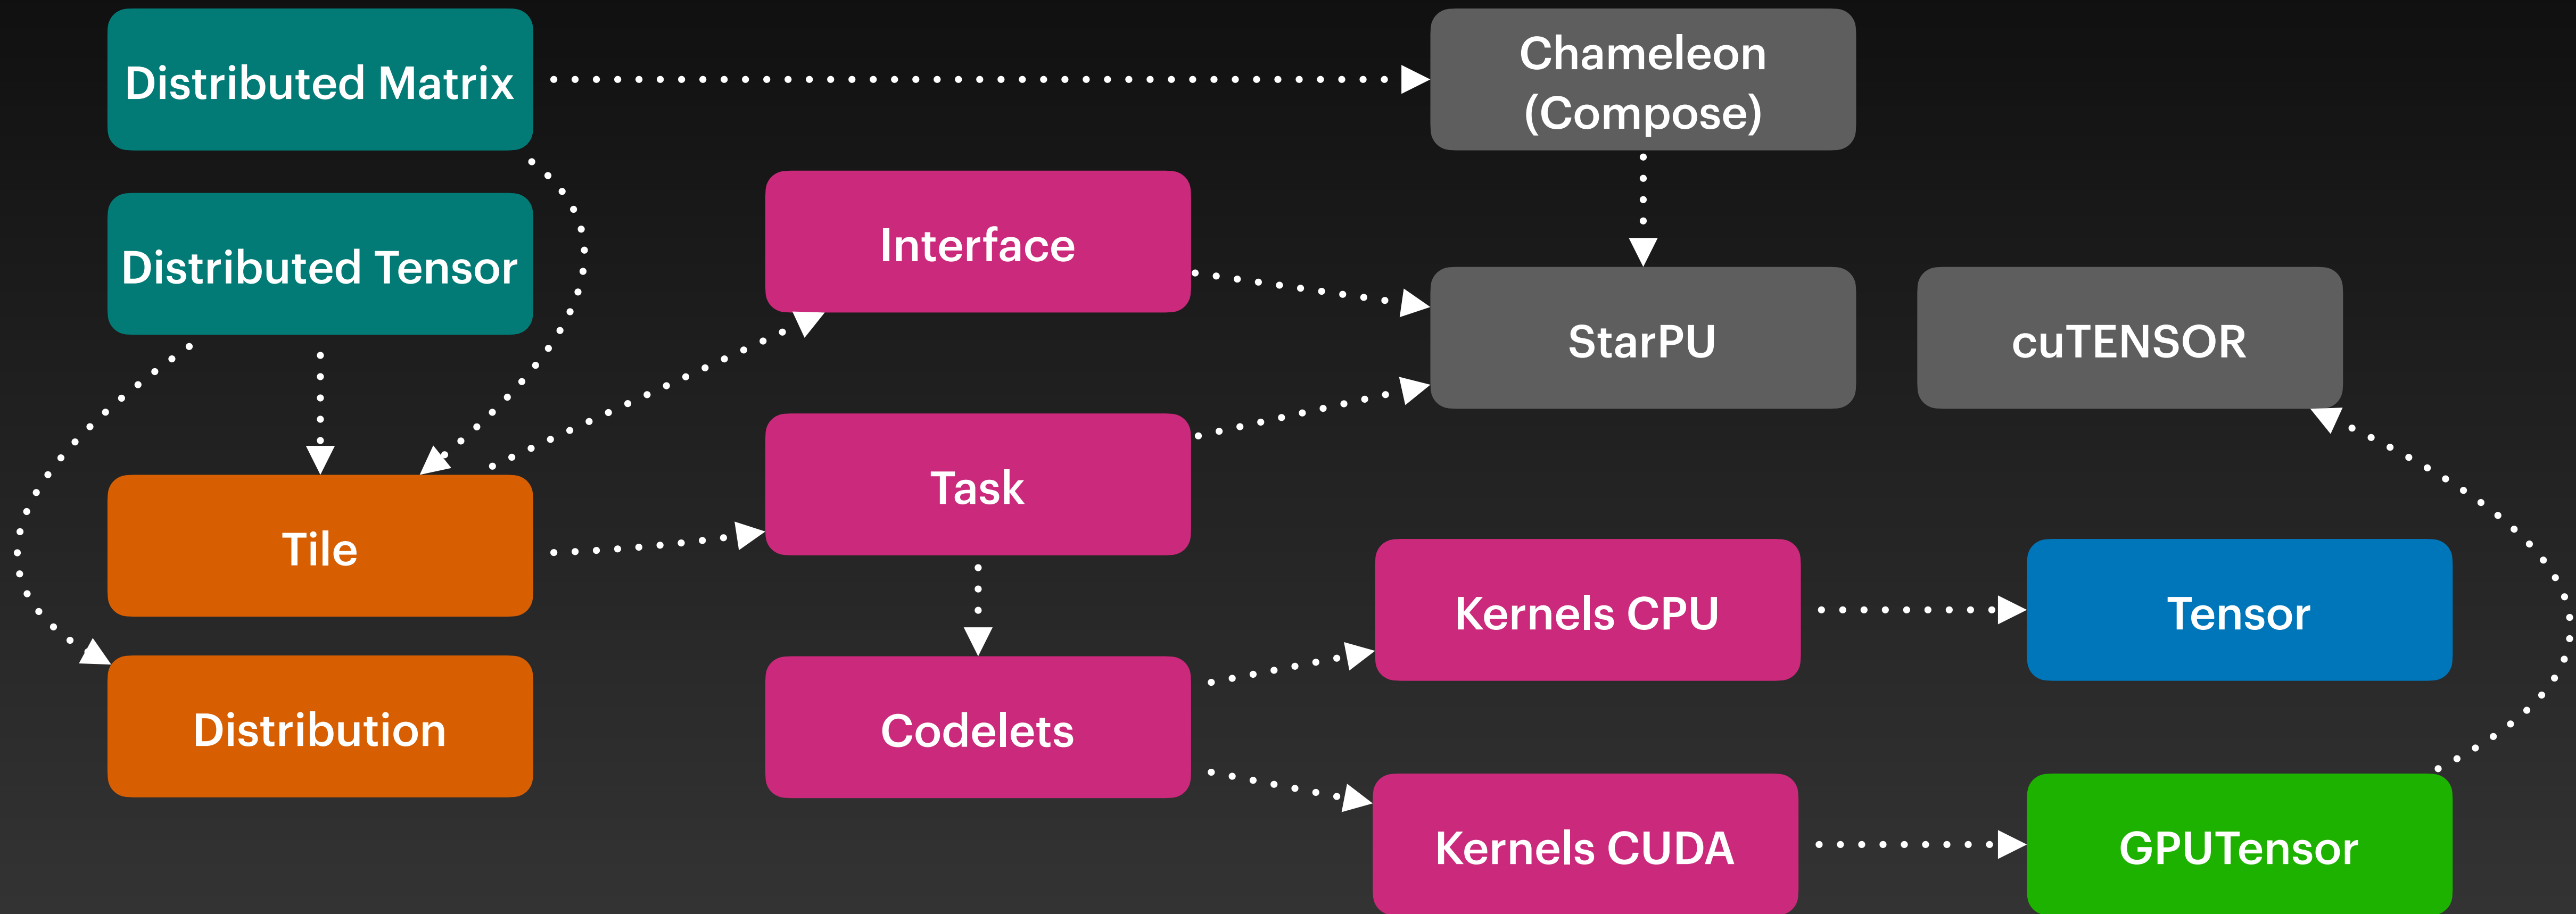 Distributed Matrix
Chameleon
(Compose)
Distributed Tensor
Interface
StarPU
cuTENSOR
Task
Tile
Kernels CPU
Tensor
Distribution
Codelets
Kernels CUDA
GPUTensor